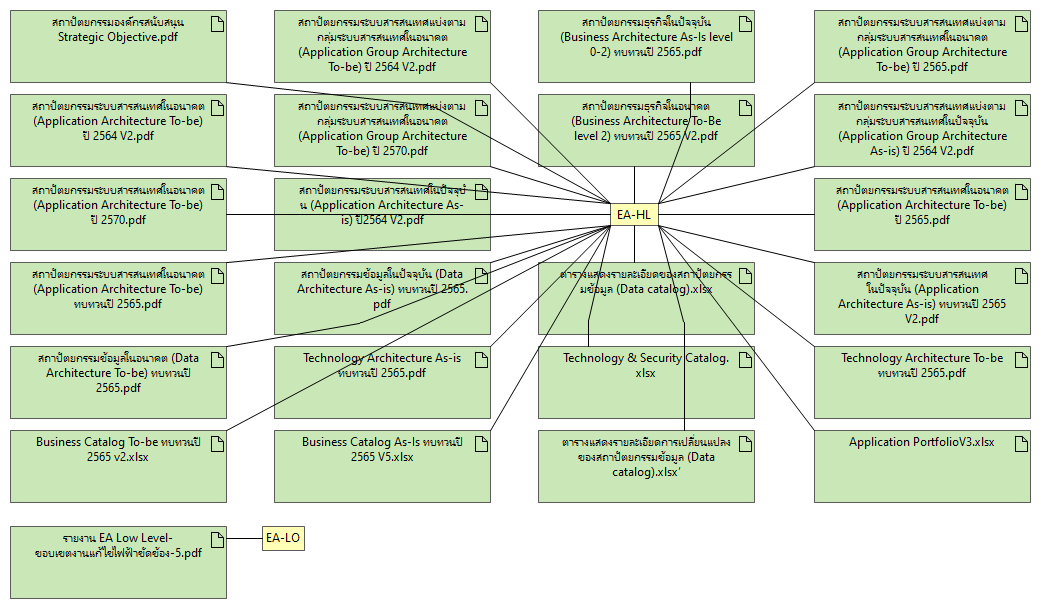 สถาปัตยกรรมองค์กรสนับสนุน
Strategic Objective.pdf
สถาปัตยกรรมระบบสารสนเทศแบ่งตาม
กลุ่มระบบสารสนเทศในอนาคต
(Application Group Architecture
To-be) ปี 2564 V2.pdf
สถาปัตยกรรมธุรกิจในปัจจุบัน
(Business Architecture As-Is level
0-2) ทบทวนปี 2565.pdf
สถาปัตยกรรมระบบสารสนเทศแบ่งตาม
กลุ่มระบบสารสนเทศในอนาคต
(Application Group Architecture
To-be) ปี 2565.pdf
สถาปัตยกรรมระบบสารสนเทศในอนาคต
(Application Architecture To-be)
ปี 2564 V2.pdf
สถาปัตยกรรมระบบสารสนเทศแบ่งตาม
กลุ่มระบบสารสนเทศในอนาคต
(Application Group Architecture
To-be) ปี 2570.pdf
สถาปัตยกรรมธุรกิจในอนาคต
(Business Architecture To-Be
level 2) ทบทวนปี 2565 V2.pdf
สถาปัตยกรรมระบบสารสนเทศแบ่งตาม
กลุ่มระบบสารสนเทศในปัจจุบัน
(Application Group Architecture
As-is) ปี 2564 V2.pdf
สถาปัตยกรรมระบบสารสนเทศในอนาคต
(Application Architecture To-be)
ปี 2570.pdf
สถาปัตยกรรมระบบสารสนเทศในปัจจุบั
น (Application Architecture As-
is) ปี2564 V2.pdf
EA-HL
สถาปัตยกรรมระบบสารสนเทศในอนาคต
(Application Architecture To-be)
ปี 2565.pdf
สถาปัตยกรรมระบบสารสนเทศในอนาคต
(Application Architecture To-be)
ทบทวนปี 2565.pdf
สถาปัตยกรรมข้อมูลในปัจจุบัน (Data
Architecture As-is) ทบทวนปี 2565.
pdf
ตารางแสดงรายละเอียดของสถาปัตยกรร
มข้อมูล (Data catalog).xlsx
สถาปัตยกรรมระบบสารสนเทศ
ในปัจจุบัน (Application
Architecture As-is) ทบทวนปี 2565
V2.pdf
สถาปัตยกรรมข้อมูลในอนาคต (Data
Architecture To-be) ทบทวนปี
2565.pdf
Technology Architecture As-is
ทบทวนปี 2565.pdf
Technology & Security Catalog.
xlsx
Technology Architecture To-be
ทบทวนปี 2565.pdf
Business Catalog To-be ทบทวนปี
2565 v2.xlsx
Business Catalog As-Is ทบทวนปี
2565 V5.xlsx
ตารางแสดงรายละเอียดการเปลี่ยนแปลง
ของสถาปัตยกรรมข้อมูล (Data
catalog).xlsx'
Application PortfolioV3.xlsx
รายงาน EA Low Level-
ขอบเขตงานแก้ไขไฟฟ้าขัดข้อง-5.pdf
EA-LO